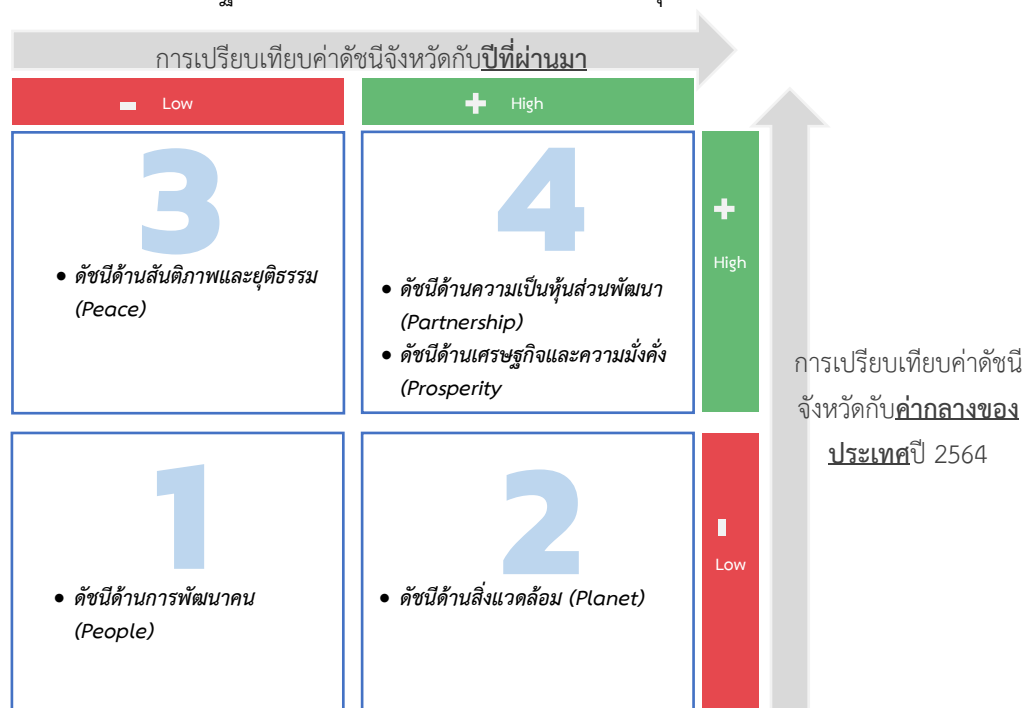 การเปรียบเทียบค่าดัชนีจังหวัดกับปีที่ผ่านมา
Low
High
3
4
High
• ดัชนีด้านสันติภาพและยุติธรรม
(Peace)
• ดัชนีด้านความเป็นหุ้นส่วนพัฒนา
(Partnership)
• ดัชนีด้านเศรษฐกิจและความมั่งคั่ง
(Prosperity
การเปรียบเทียบค่าดัชนี
จังหวัดกับค่ากลางของ
ประเทศปี 2564
1
2
Low
• ดัชนีด้านการพัฒนาคน
(People)
• ดัชนีด้านสิ่งแวดล้อม (Planet)